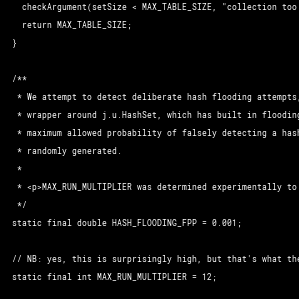 checkArgument(setSize < MAX_TABLE_SIZE, "collection too
return MAX_TABLE_SIZE;
}
/**
* We attempt to detect deliberate hash flooding attempts,
* wrapper around j.u.HashSet, which has built in flooding
* maximum allowed probability of falsely detecting a hash
* randomly generated.
*
* <p>MAX_RUN_MULTIPLIER was determined experimentally to
*/
static final double HASH_FLOODING_FPP = 0.001;
// NB: yes, this is surprisingly high, but that's what the
static final int MAX_RUN_MULTIPLIER = 12;